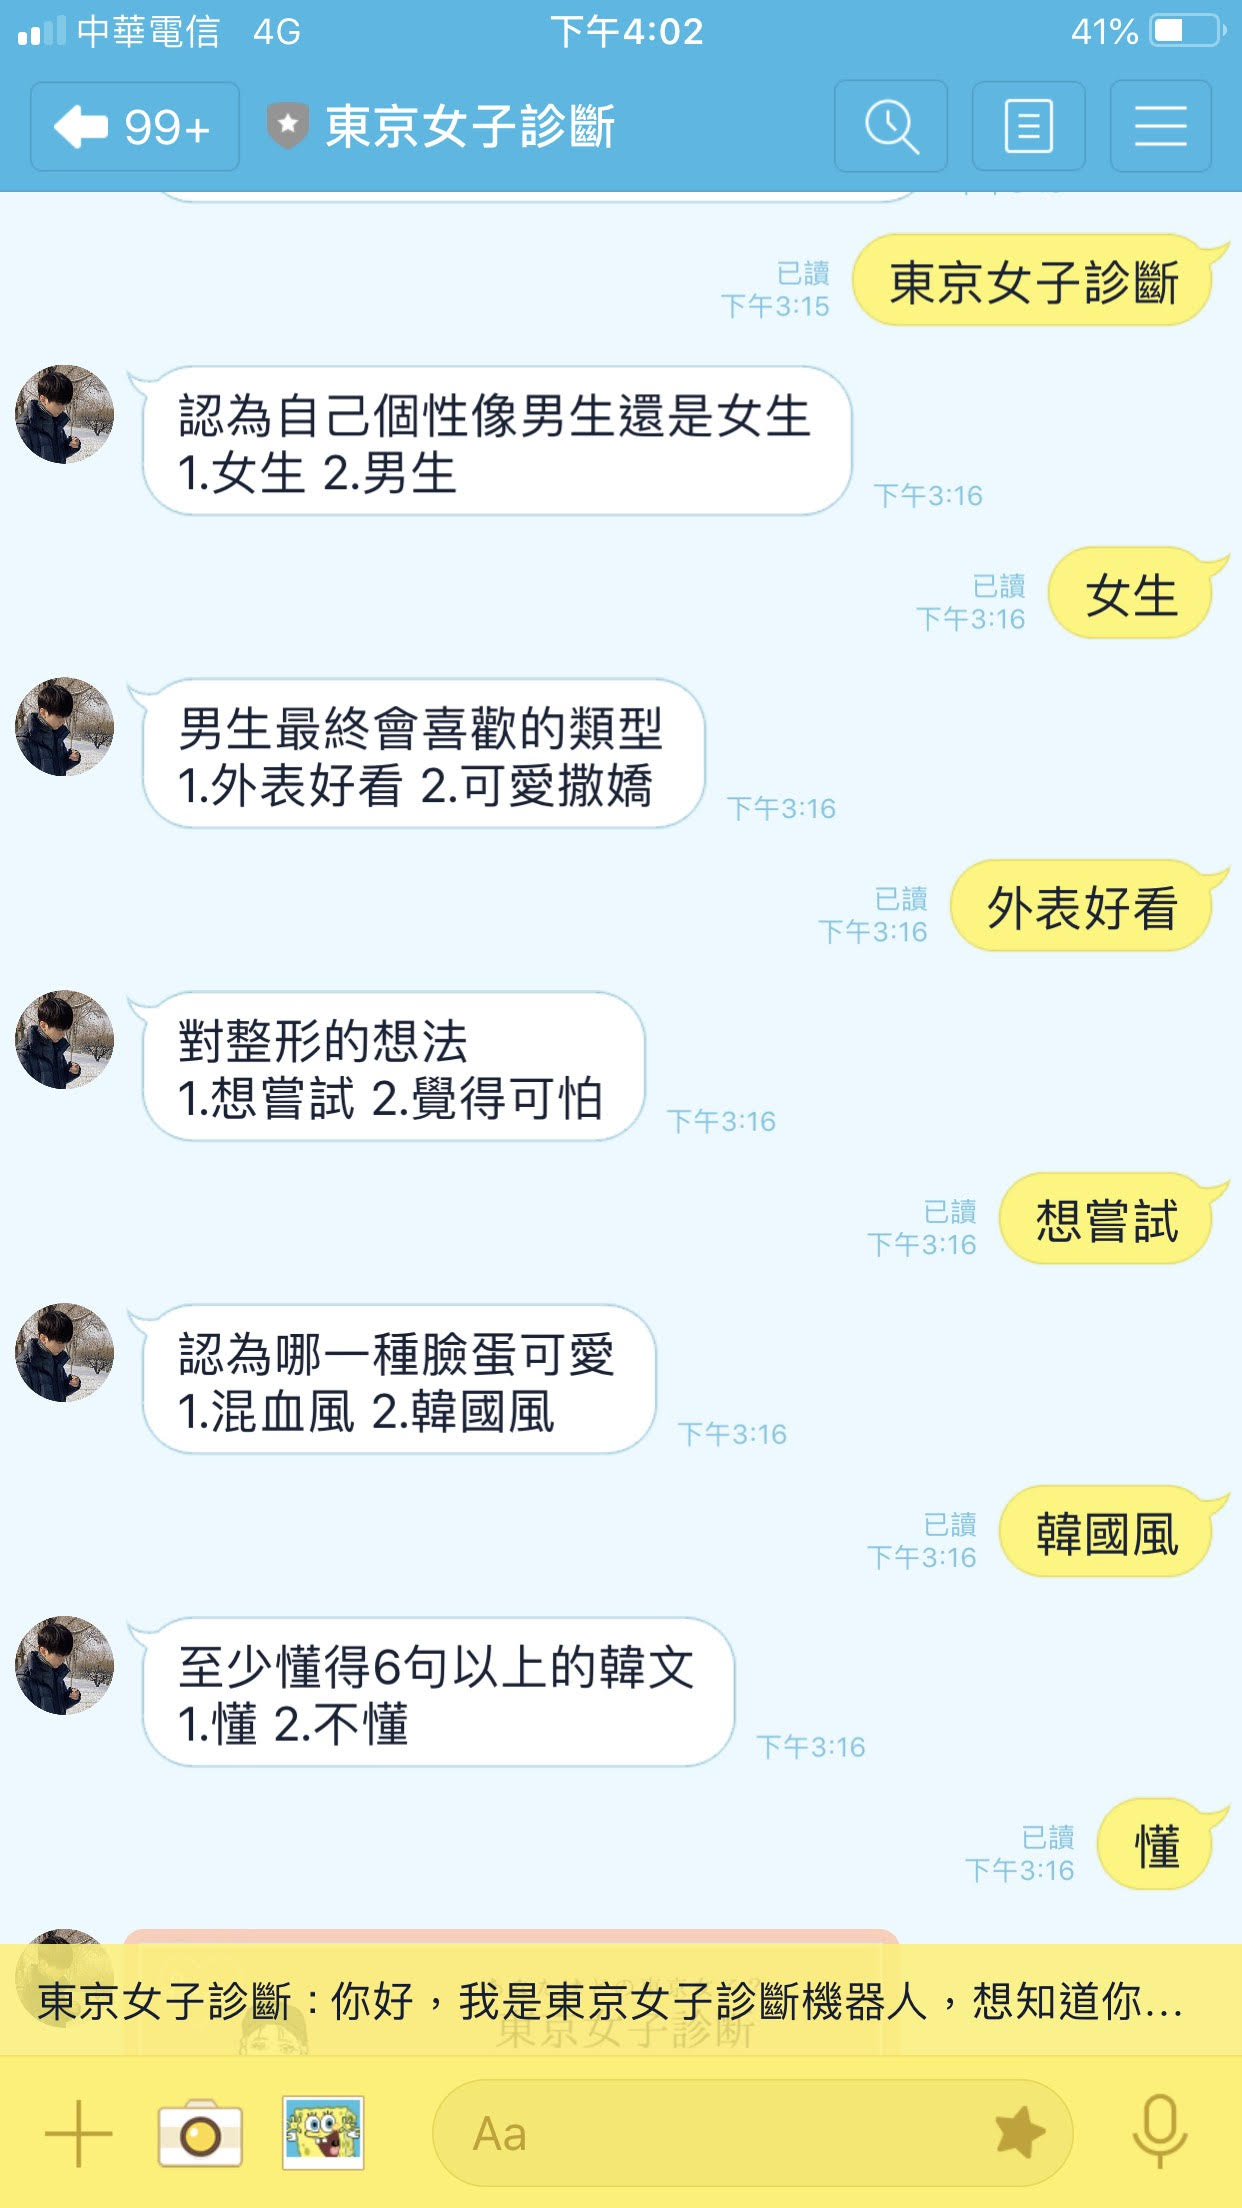 中華電信 4G 下午4:02 41%
99+ 東京女子診斷
已讀
下午3:15
東京女子診斷
認為自己個性像男生還是女生
1.女生 2.男生
下午3:16
已讀
下午3:16
女生
男生最終會喜歡的類型
1.外表好看 2.可愛撒嬌
下午3:16
已讀
下午3:16
外表好看
對整形的想法
1.想嘗試 2.覺得可怕
下午3:16
已讀
下午3:16
想嘗試
認為哪一種臉蛋可愛
1.混血風 2.韓國風
下午3:16
已讀
下午3:16
韓國風
至少懂得6句以上的韓文
1.懂 2.不懂
下午3:16
已讀
下午3:16
懂
東京女子診斷：你好，我是東京女子診斷機器人，想知道你...
東京女子診断
Aa